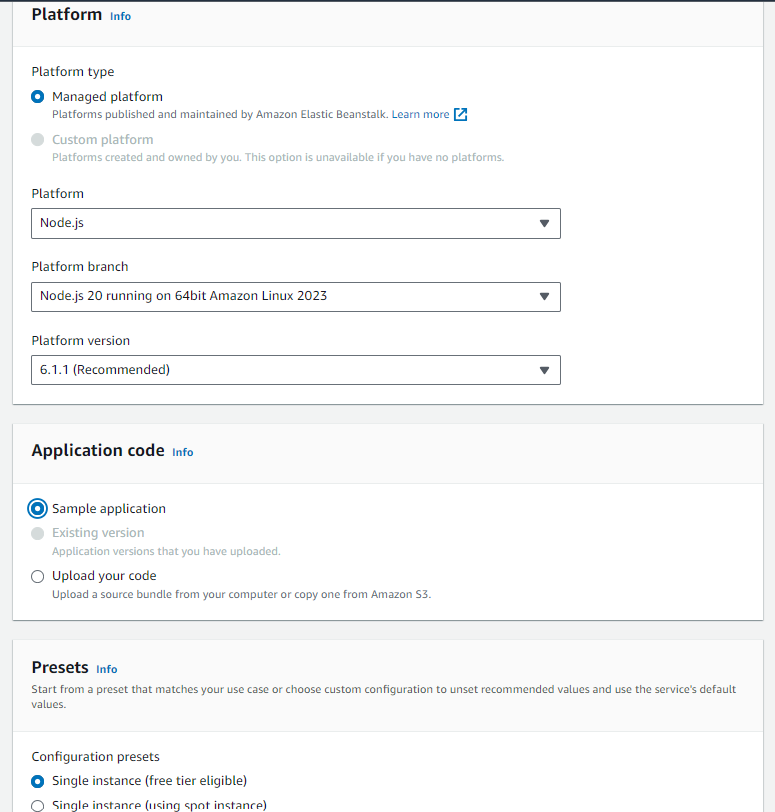 Platform Info
Platform type
Managed platform
Platforms published and maintained by Amazon Elastic Beanstalk. Learn more
Custom platform
Platforms created and owned by you. This option is unavailable if you have no platforms.
Platform
Node.js
Platform branch
Node.js 20 running on 64bit Amazon Linux 2023
Platform version
6.1.1 (Recommended)
Application code Info
Sample application
Existing version
Application versions that you have uploaded.
Upload your code
Upload a source bundle from your computer or copy one from Amazon S3.
Presets Info
Start from a preset that matches your use case or choose custom configuration to unset recommended values and use the service's default
values.
Configuration presets
Single instance (free tier eligible)
Single instance (using spot instance)